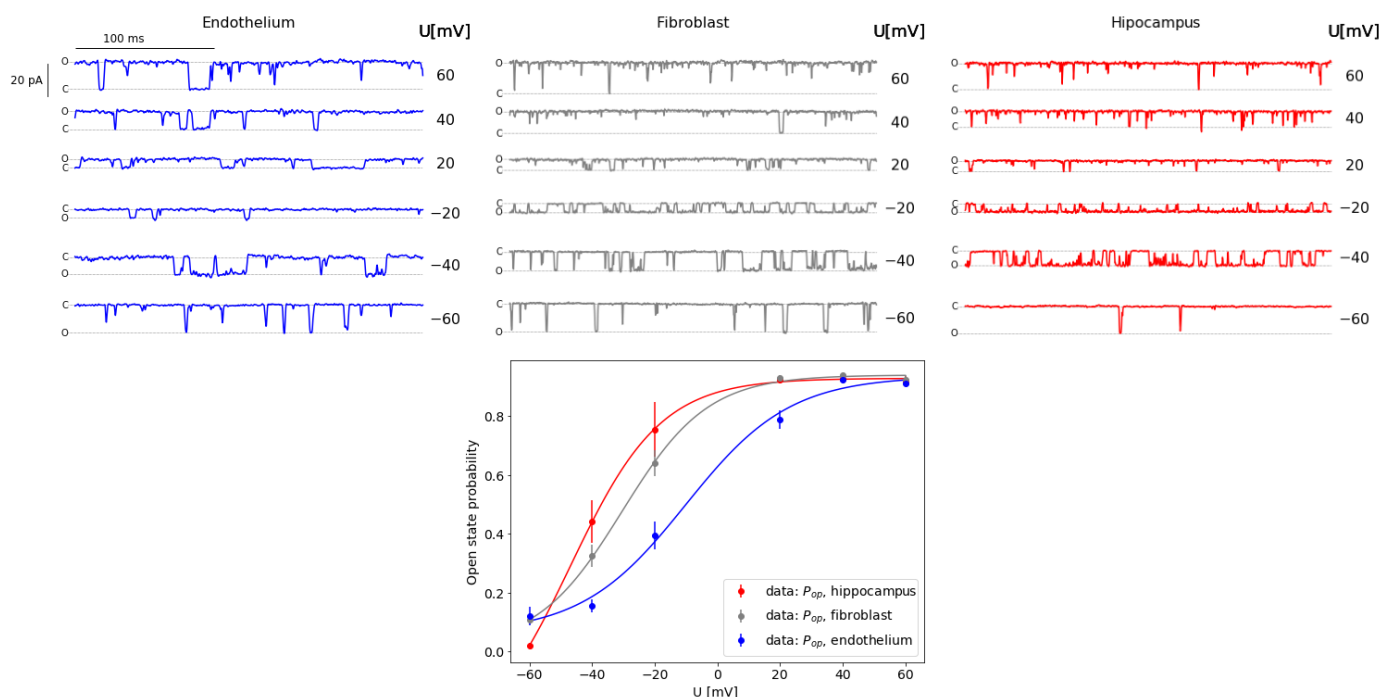 Endothelium
U[mV]
Fibroblast
U[mV]
Hipocampus
U[mV]
100 ms
20 pA
O
C
60
O
C
40
O
C
20
C
O
−20
C
O
−40
C
O
−60
O
C
60
O
C
40
O
C
20
C
O
−20
C
O
−40
C
O
−60
O
C
60
O
C
40
O
C
20
C
O
−20
C
O
−40
C
O
−60
Open state probability
0.8
0.6
0.4
0.2
0.0
data: P_op, hippocampus
data: P_op, fibroblast
data: P_op, endothelium
−60 −40 −20 0 20 40 60
U [mV]